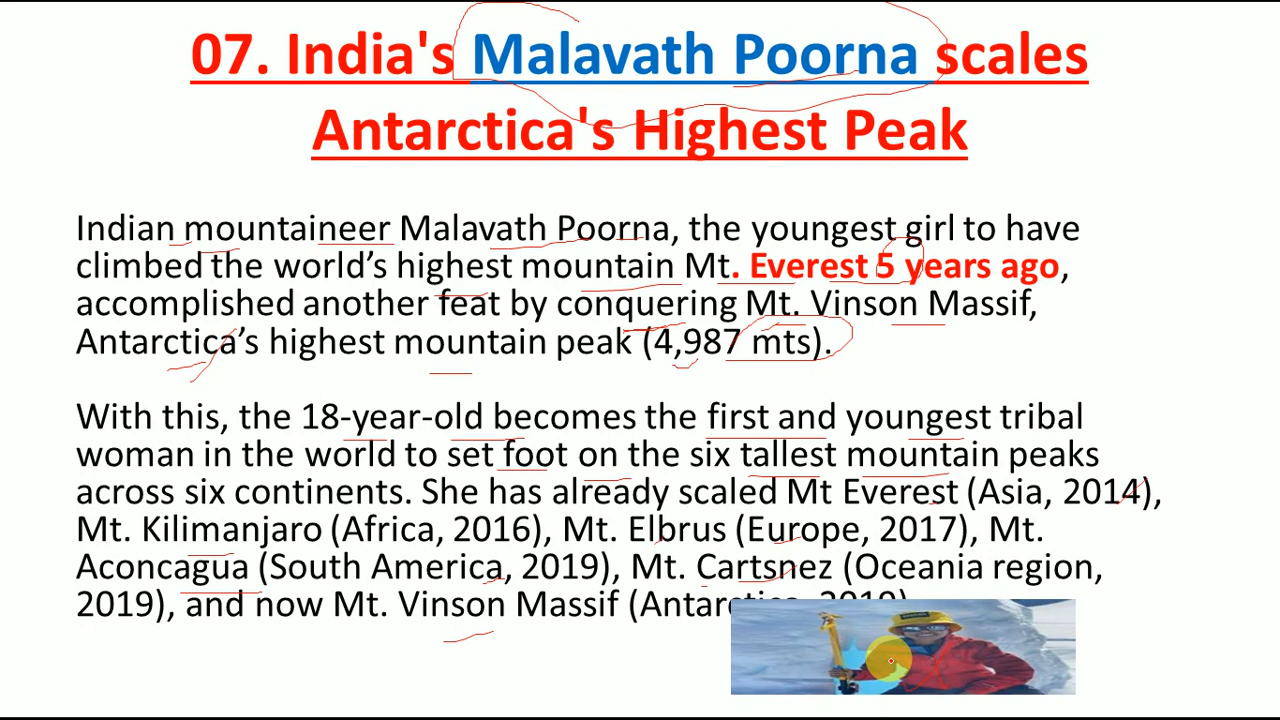 07. India's Malavath Poorna scales
Antarctica's Highest Peak
Indian mountaineer Malavath Poorna, the youngest girl to have
climbed the world’s highest mountain Mt. Everest 5 years ago,
accomplished another feat by conquering Mt. Vinson Massif,
Antarctica’s highest mountain peak (4,987 mts).
With this, the 18-year-old becomes the first and youngest tribal
woman in the world to set foot on the six tallest mountain peaks
across six continents. She has already scaled Mt Everest (Asia, 2014),
Mt. Kilimanjaro (Africa, 2016), Mt. Elbrus (Europe, 2017), Mt.
Aconcagua (South America, 2019), Mt. Cartsnez (Oceania region,
2019), and now Mt. Vinson Massif (Antarctica, 2019)